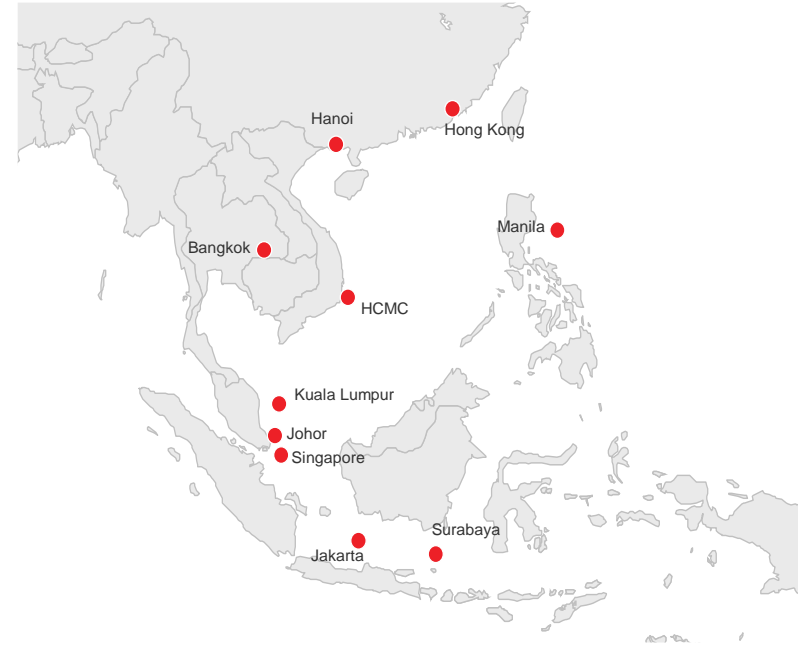 Hanoi
Hong Kong
Manila
Bangkok
HCMC
Kuala Lumpur
Johor
Singapore
Surabaya
Jakarta